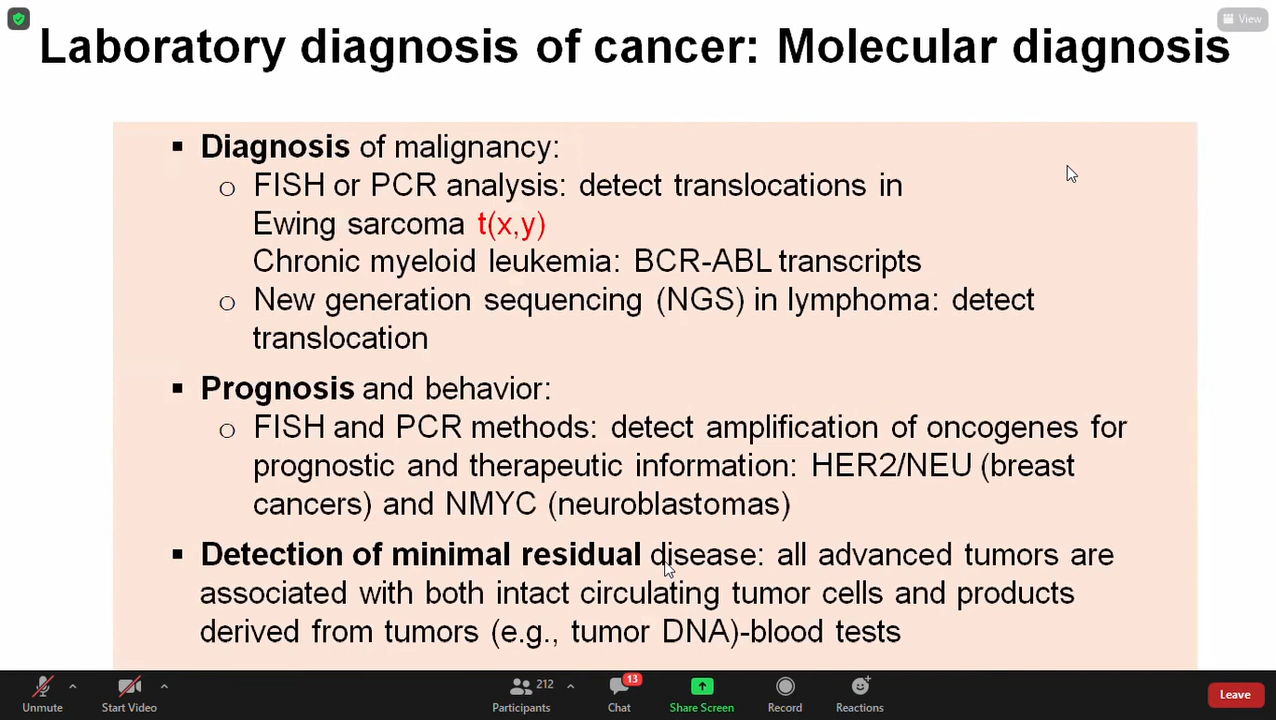 View
Laboratory diagnosis of cancer: Molecular diagnosis
▪ Diagnosis of malignancy:
o FISH or PCR analysis: detect translocations in
Ewing sarcoma t(x,y)
Chronic myeloid leukemia: BCR-ABL transcripts
o New generation sequencing (NGS) in lymphoma: detect
translocation
▪ Prognosis and behavior:
o FISH and PCR methods: detect amplification of oncogenes for
prognostic and therapeutic information: HER2/NEU (breast
cancers) and NMYC (neuroblastomas)
▪ Detection of minimal residual disease: all advanced tumors are
associated with both intact circulating tumor cells and products
derived from tumors (e.g., tumor DNA)-blood tests
212
13
Unmute Start Video Participants Chat Share Screen Record Reactions Leave